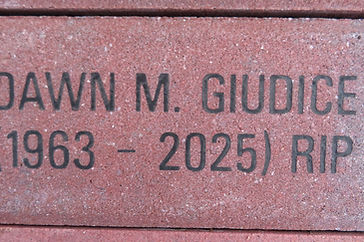 DAWN M. GIUDICE
(1963 - 2025) RIP